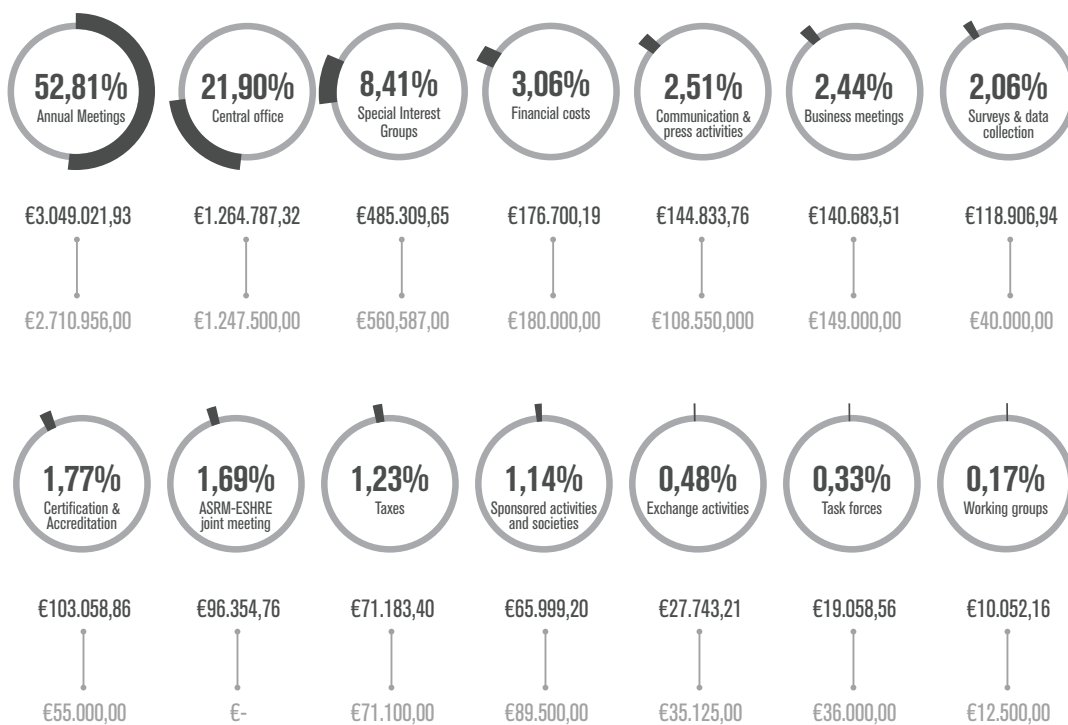 52,81%
Annual Meetings
21,90%
Central office
8,41%
Special Interest
Groups
3,06%
Financial costs
2,51%
Communication &
press activities
2,44%
Business meetings
2,06%
Surveys & data
collection
€3.049.021,93
€1.264.787,32
€485.309,65
€176.700,19
€144.833,76
€140.683,51
€118.906,94
€2.710.956,00
€1.247.500,00
€560,587,00
€180.000,00
€108.550,000
€149.000,00
€40.000,00
1,77%
Certification &
Accreditation
1,69%
ASRM-ESHRE
joint meeting
1,23%
Taxes
1,14%
Sponsored activities
and societies
0,48%
Exchange activities
0,33%
Task forces
0,17%
Working groups
€103.058,86
€96.354,76
€71.183,40
€65.999,20
€27.743,21
€19.058,56
€10.052,16
€55.000,00
€-
€71.100,00
€89.500,00
€35.125,00
€36.000,00
€12.500,00